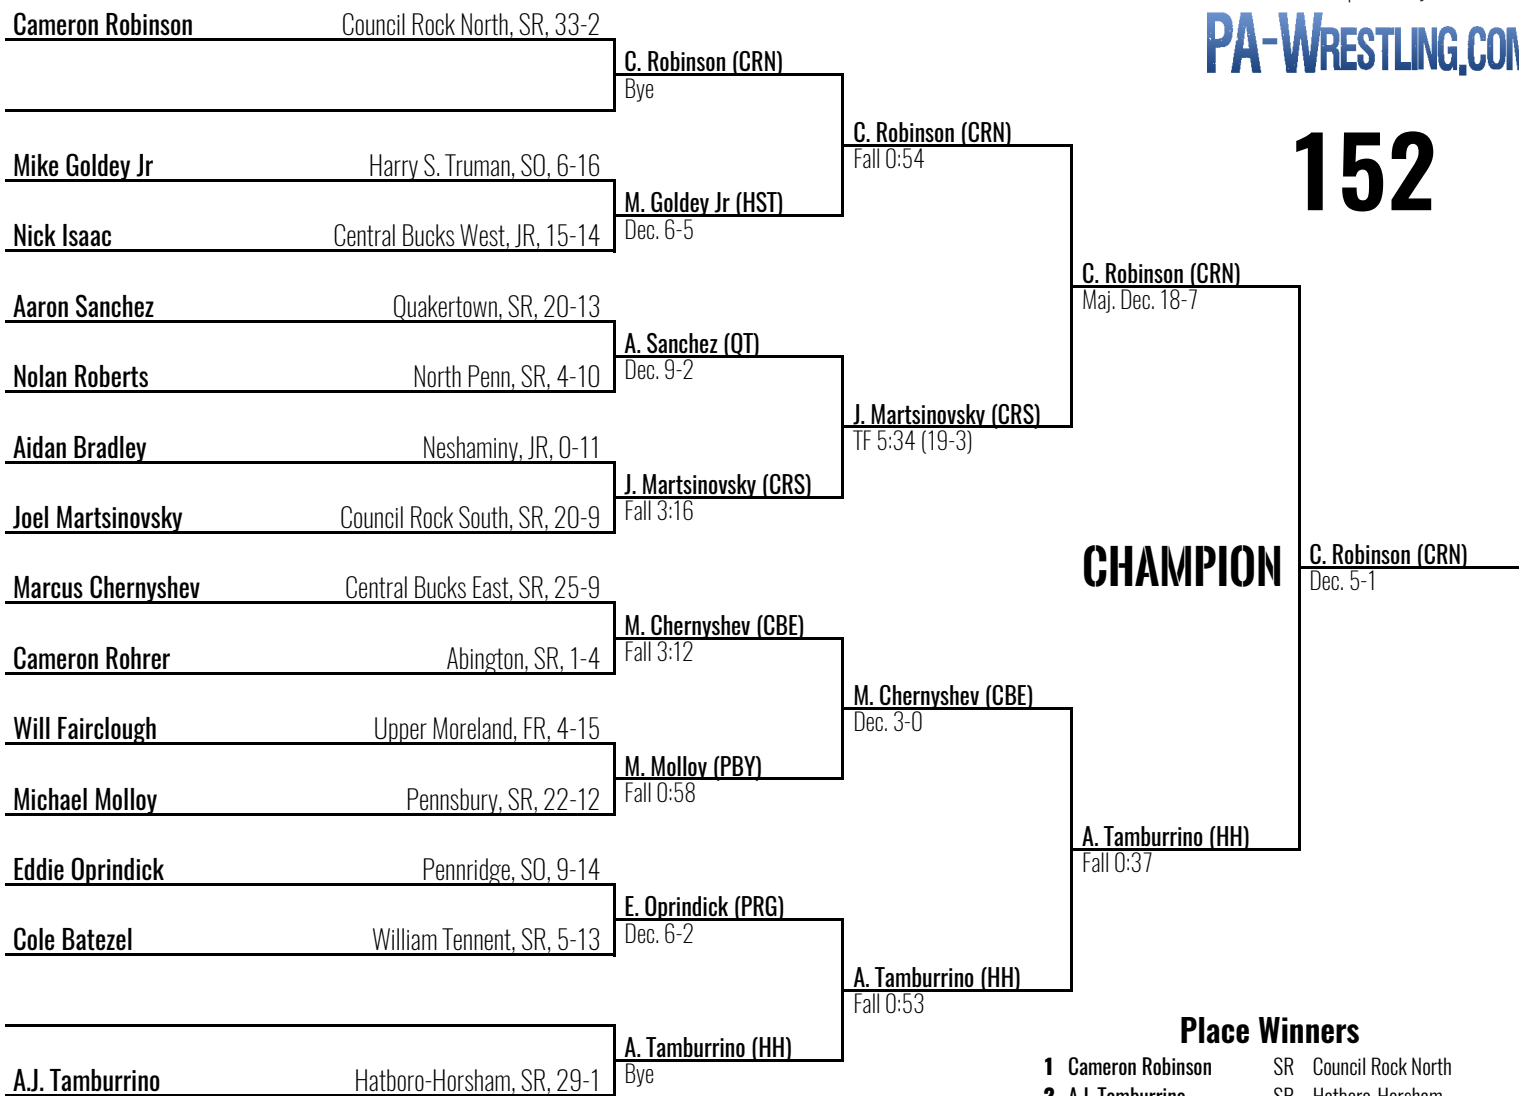 PA-WRESTLING.COM
152
Cameron Robinson Council Rock North, SR, 33-2
C. Robinson (CRN)
Bye
C. Robinson (CRN)
Fall 0:54
Mike Goldey Jr Harry S. Truman, SO, 6-16
M. Goldey Jr (HST)
Dec. 6-5
Nick Isaac Central Bucks West, JR, 15-14
C. Robinson (CRN)
Maj. Dec. 18-7
Aaron Sanchez Quakertown, SR, 20-13
A. Sanchez (QT)
Dec. 9-2
Nolan Roberts North Penn, SR, 4-10
J. Martsinovsky (CRS)
TF 5:34 (19-3)
Aidan Bradley Neshaminy, JR, 0-11
J. Martsinovsky (CRS)
Fall 3:16
Joel Martsinovsky Council Rock South, SR, 20-9
CHAMPION
C. Robinson (CRN)
Dec. 5-1
Marcus Chernyshev Central Bucks East, SR, 25-9
M. Chernyshev (CBE)
Fall 3:12
Cameron Rohrer Abington, SR, 1-4
M. Chernyshev (CBE)
Dec. 3-0
Will Fairclough Upper Moreland, FR, 4-15
M. Molloy (PBY)
Fall 0:58
Michael Molloy Pennsbury, SR, 22-12
A. Tamburrino (HH)
Fall 0:37
Eddie Oprindick Pennridge, SO, 9-14
E. Oprindick (PRG)
Dec. 6-2
Cole Batezel William Tennent, SR, 5-13
A. Tamburrino (HH)
Fall 0:53
A. Tamburrino (HH)
Bye
A.J. Tamburrino Hatboro-Horsham, SR, 29-1
Place Winners
1 Cameron Robinson SR Council Rock North
2 A.J. Tamburrino SR Hatboro-Horsham